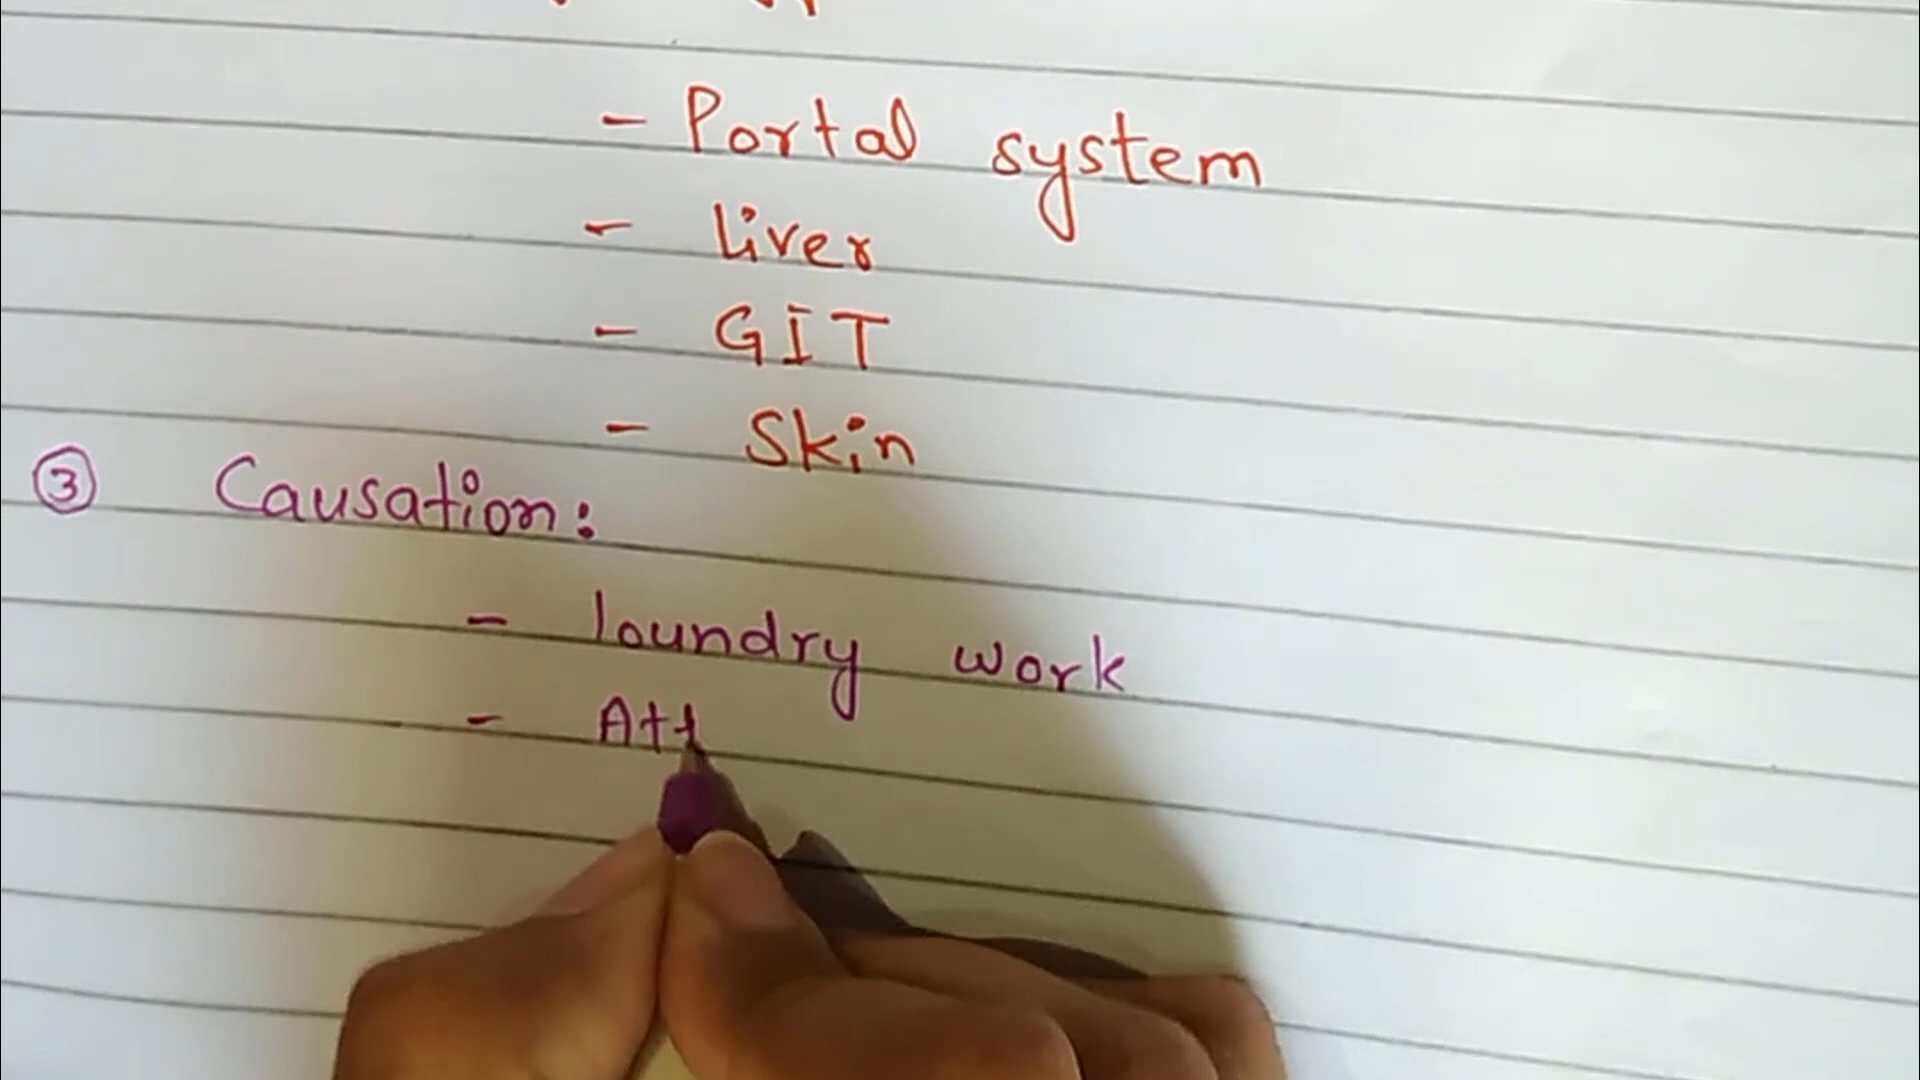 - Portal system
- liver
- GIT
- Skin
③ Causation:
- loundry work
- Att